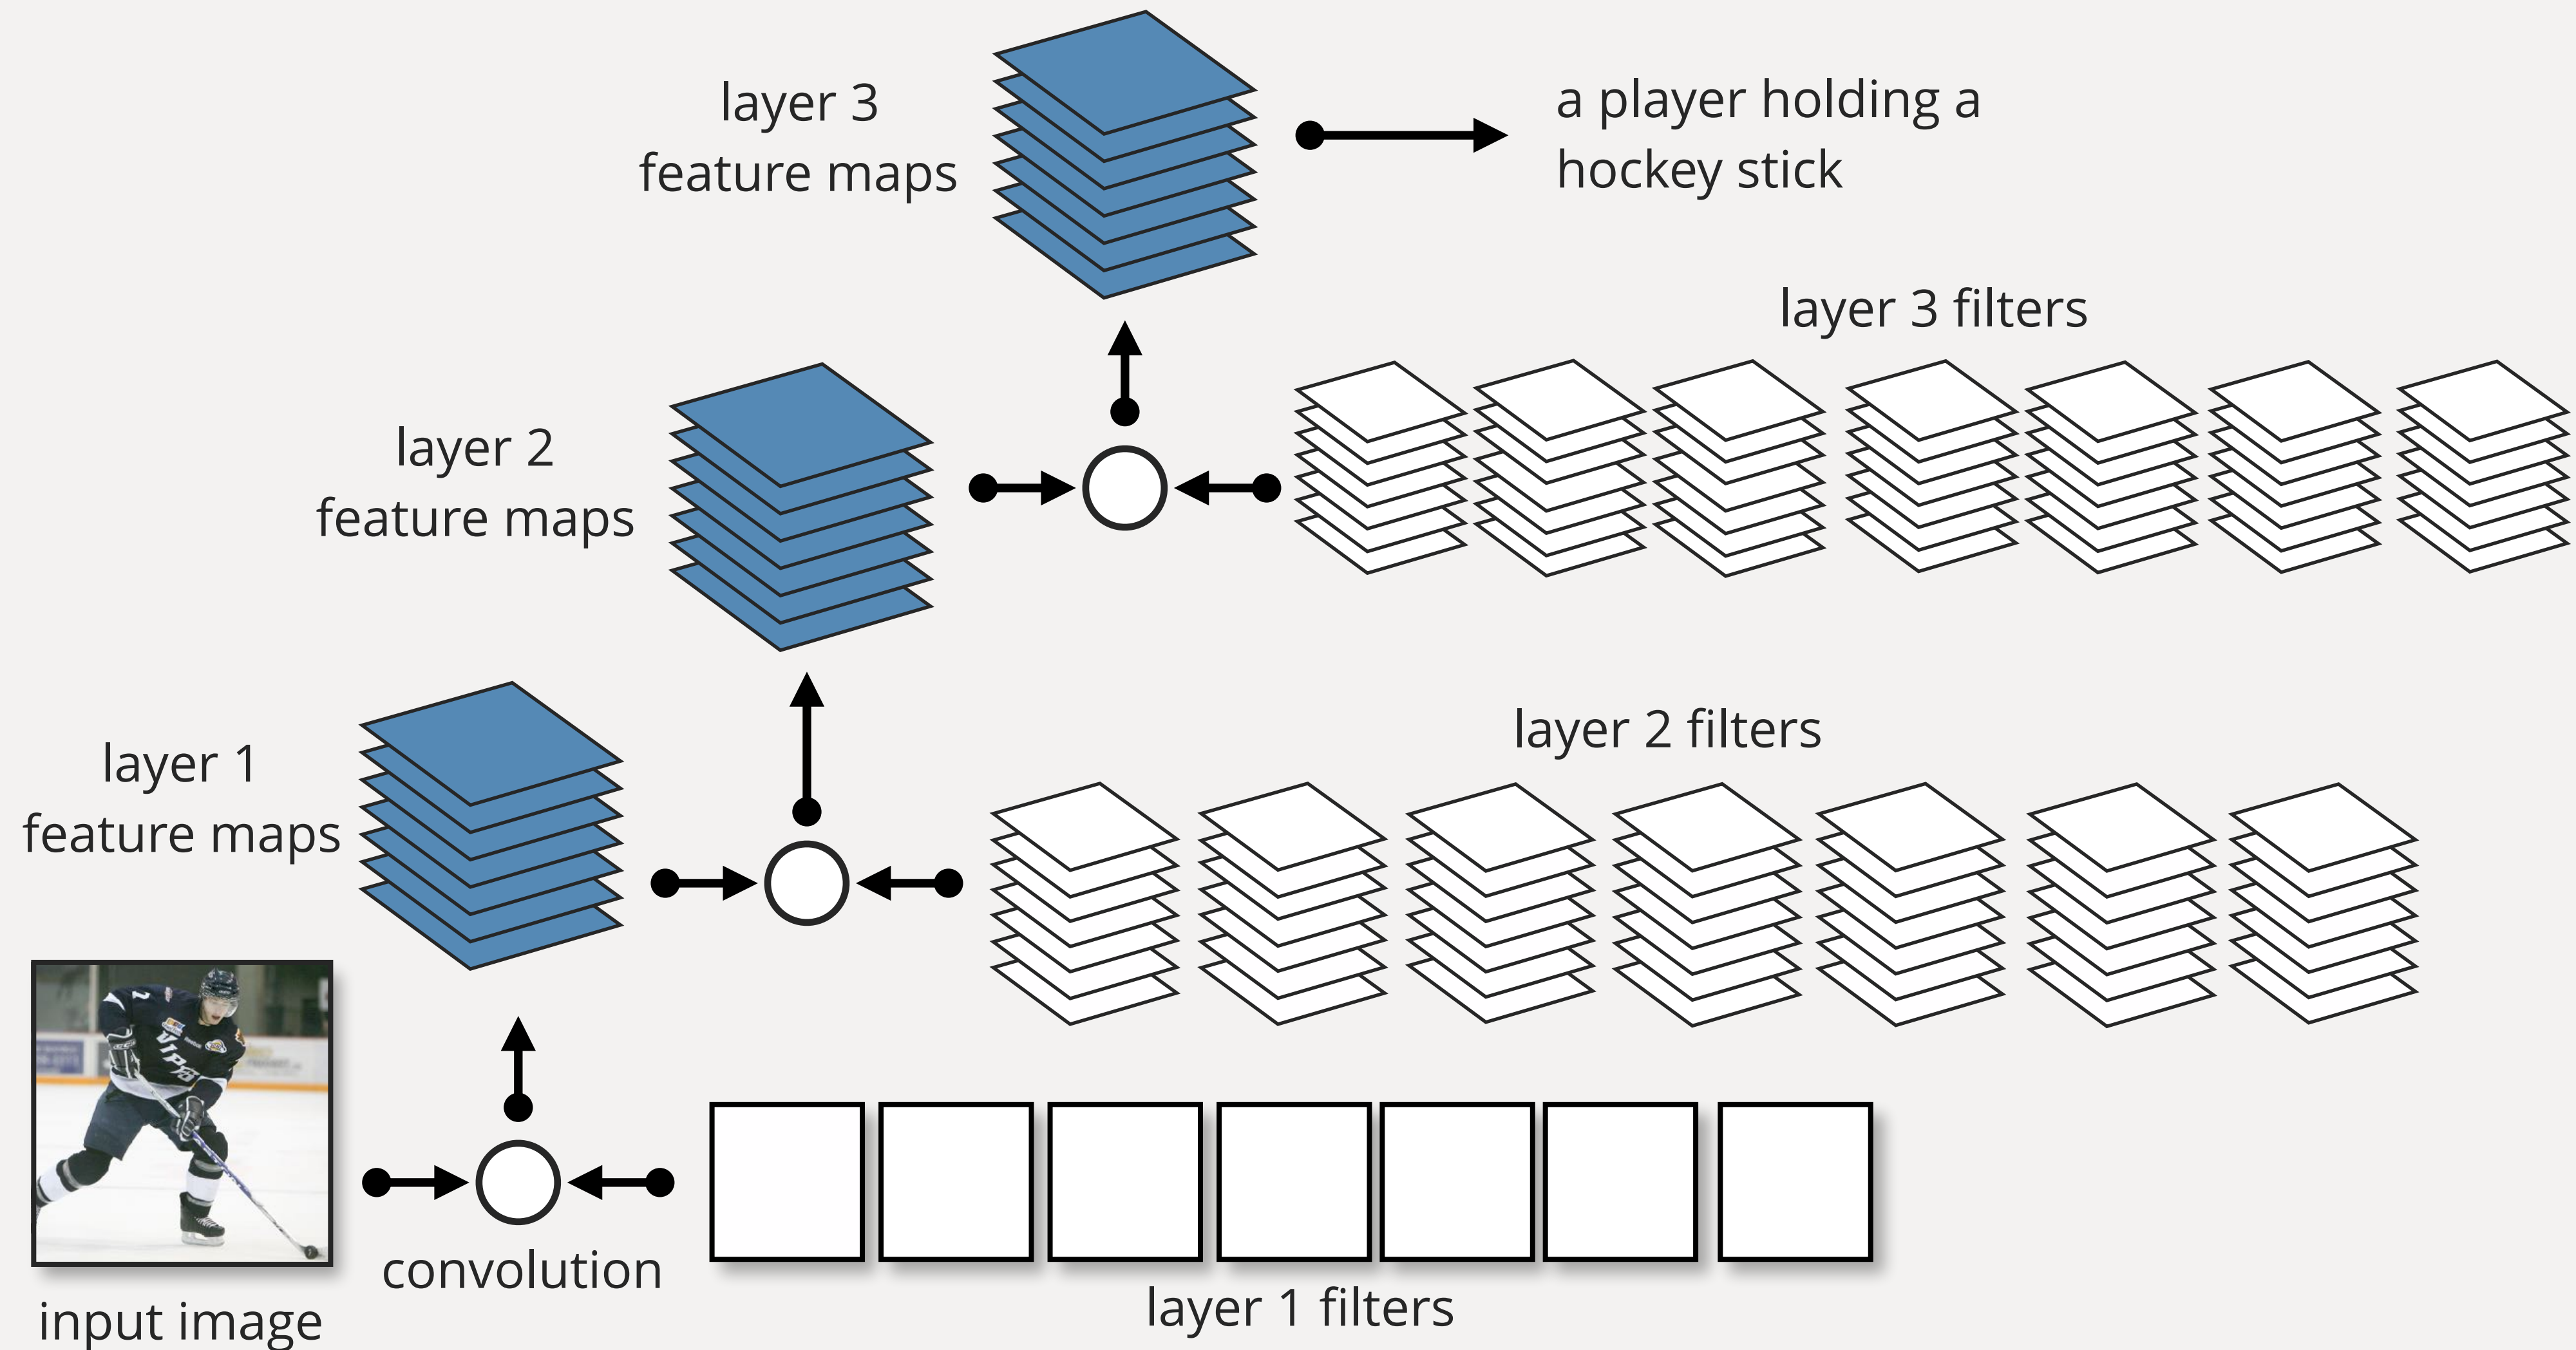 layer 3
feature maps
a player holding a
hockey stick
layer 3 filters
layer 2
feature maps
layer 2 filters
layer 1
feature maps
convolution
input image
layer 1 filters